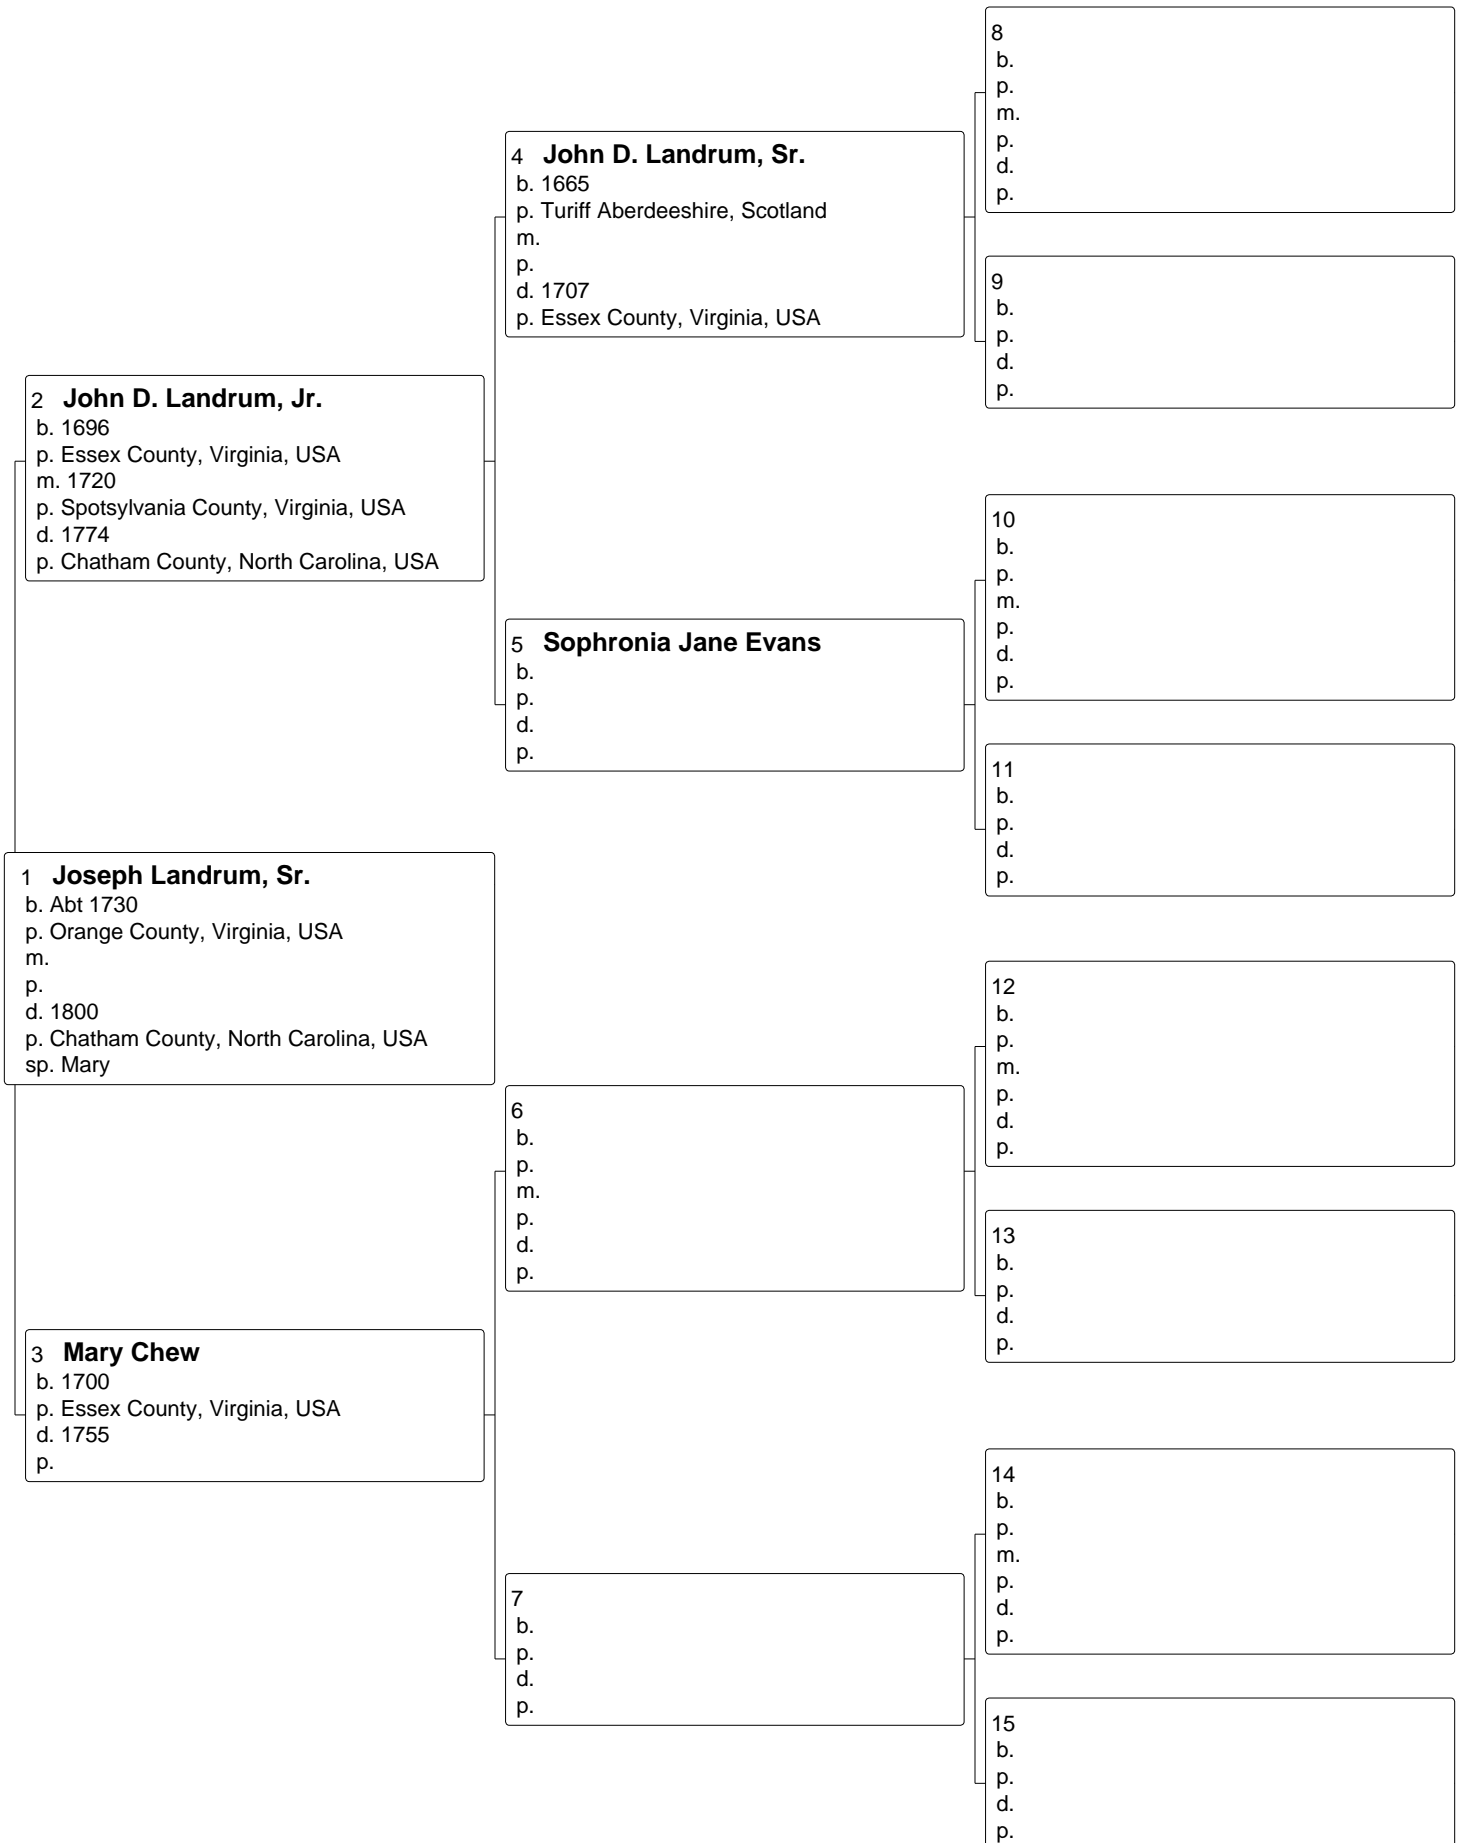 8
b.
p.
m.
p.
d.
p.
4 John D. Landrum, Sr.
b. 1665
p. Turiff Aberdeeshire, Scotland
m.
p.
d. 1707
p. Essex County, Virginia, USA
9
b.
p.
d.
p.
2 John D. Landrum, Jr.
b. 1696
p. Essex County, Virginia, USA
m. 1720
p. Spotsylvania County, Virginia, USA
d. 1774
p. Chatham County, North Carolina, USA
10
b.
p.
m.
p.
d.
p.
5 Sophronia Jane Evans
b.
p.
d.
p.
11
b.
p.
d.
p.
1 Joseph Landrum, Sr.
b. Abt 1730
p. Orange County, Virginia, USA
m.
p.
d. 1800
p. Chatham County, North Carolina, USA
sp. Mary
12
b.
p.
m.
p.
d.
p.
6
b.
p.
m.
p.
d.
p.
13
b.
p.
d.
p.
3 Mary Chew
b. 1700
p. Essex County, Virginia, USA
d. 1755
p.
14
b.
p.
m.
p.
d.
p.
7
b.
p.
d.
p.
15
b.
p.
d.
p.